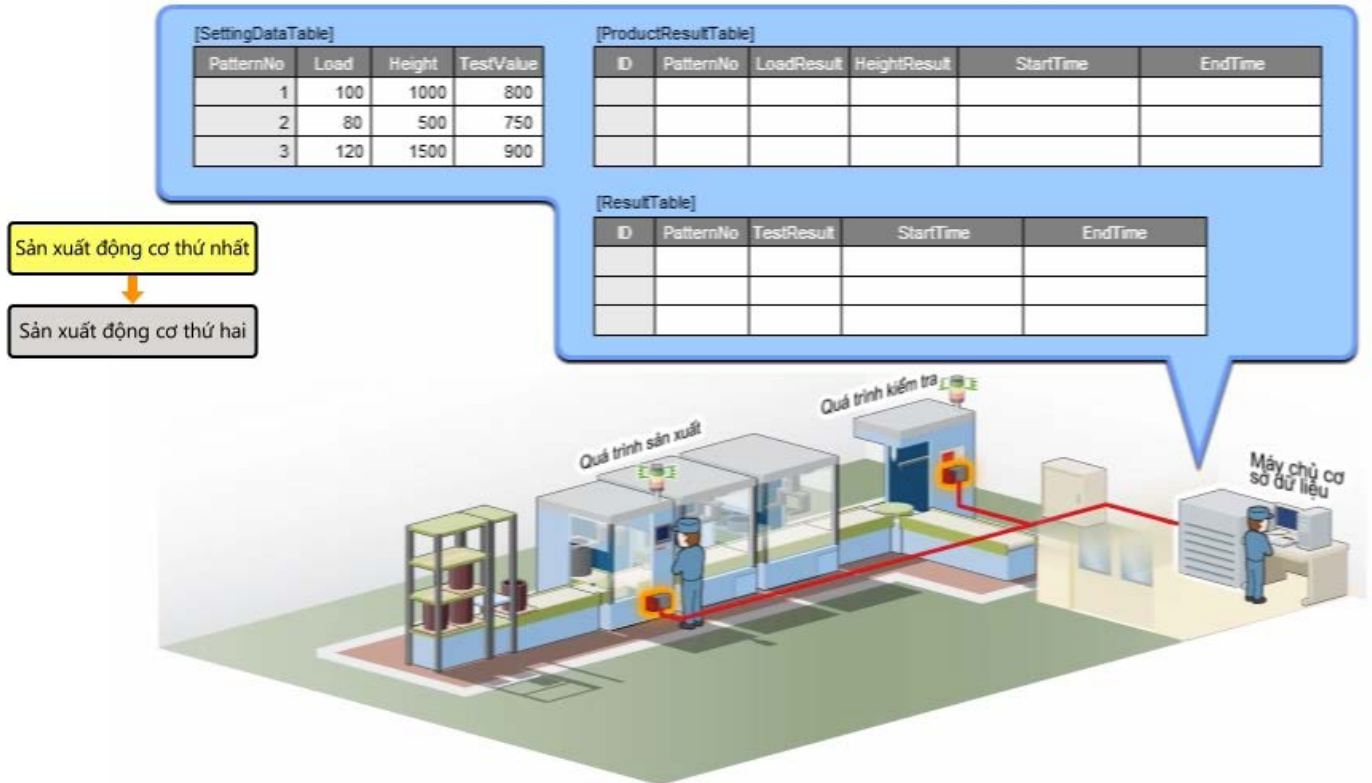 [SettingDataTable]
PatternNo Load Height TestValue
1 100 1000 800
2 80 500 750
3 120 1500 900
[ProductResultTable]
ID PatternNo LoadResult HeightResult StartTime EndTime
[ResultTable]
ID PatternNo TestResult StartTime EndTime
Sản xuất động cơ thứ nhất
Sản xuất động cơ thứ hai
Quá trình sản xuất
Quá trình kiểm tra
Máy chủ cơ
sở dữ liệu